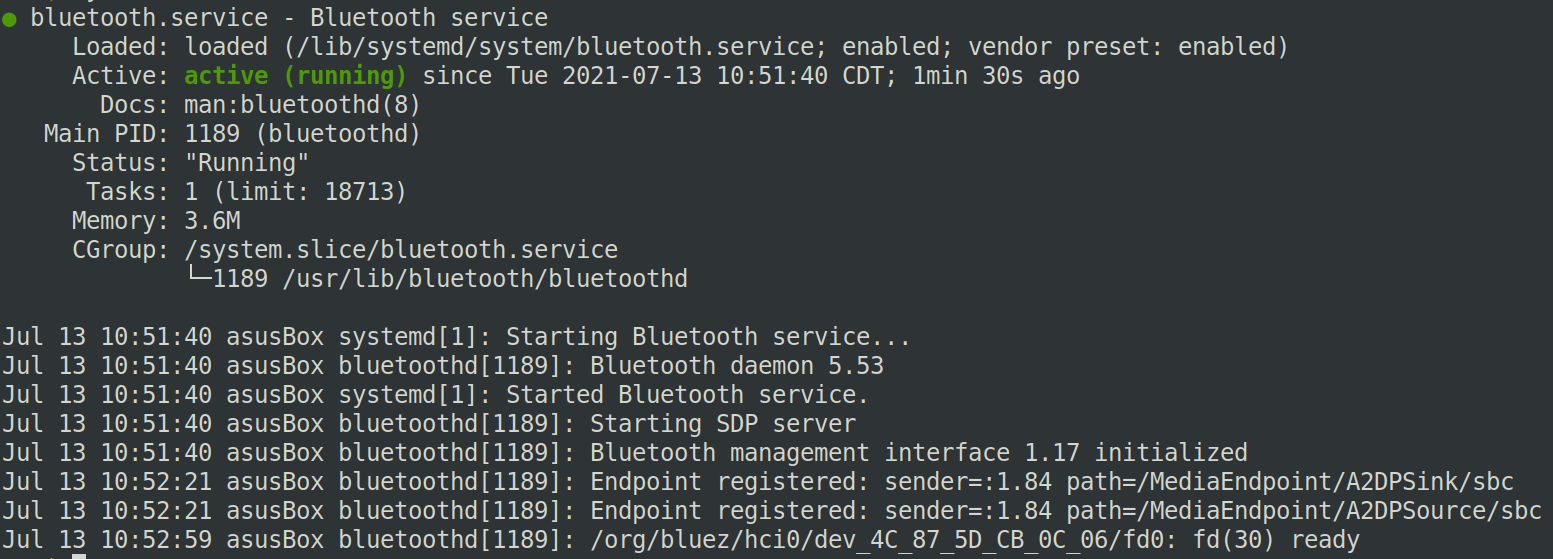 ● bluetooth.service - Bluetooth service
     Loaded: loaded (/lib/systemd/system/bluetooth.service; enabled; vendor preset: enabled)
     Active: active (running) since Tue 2021-07-13 10:51:40 CDT; 1min 30s ago
       Docs: man:bluetoothd(8)
   Main PID: 1189 (bluetoothd)
     Status: "Running"
      Tasks: 1 (limit: 18713)
     Memory: 3.6M
     CGroup: /system.slice/bluetooth.service
             └─1189 /usr/lib/bluetooth/bluetoothd

Jul 13 10:51:40 asusBox systemd[1]: Starting Bluetooth service...
Jul 13 10:51:40 asusBox bluetoothd[1189]: Bluetooth daemon 5.53
Jul 13 10:51:40 asusBox systemd[1]: Started Bluetooth service.
Jul 13 10:51:40 asusBox bluetoothd[1189]: Starting SDP server
Jul 13 10:51:40 asusBox bluetoothd[1189]: Bluetooth management interface 1.17 initialized
Jul 13 10:52:21 asusBox bluetoothd[1189]: Endpoint registered: sender=:1.84 path=/MediaEndpoint/A2DPSink/sbc
Jul 13 10:52:21 asusBox bluetoothd[1189]: Endpoint registered: sender=:1.84 path=/MediaEndpoint/A2DPSource/sbc
Jul 13 10:52:59 asusBox bluetoothd[1189]: /org/bluez/hci0/dev_4C_87_5D_CB_0C_06/fd0: fd(30) ready